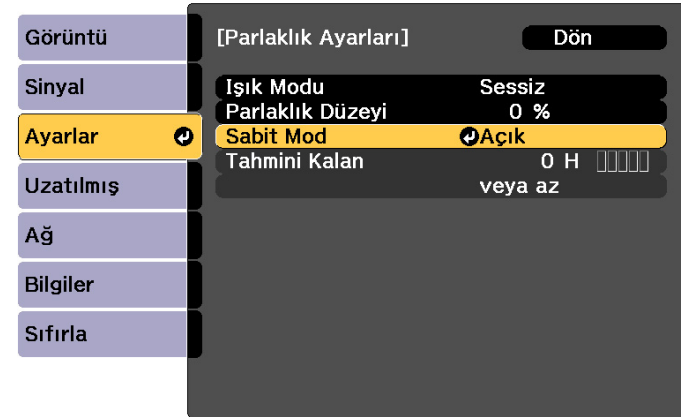 Görüntü
Sinyal
Ayarlar
Uzatılmış
Ağ
Bilgiler
Sıfırla
[Parlaklık Ayarları] Dön
Işık Modu Sessiz
Parlaklık Düzeyi 0 %
Sabit Mod Açık
Tahmini Kalan 0 H
veya az